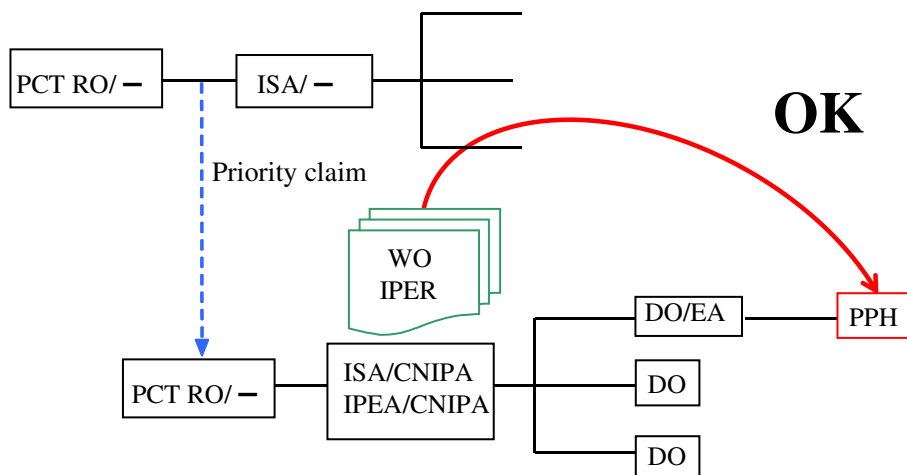 PCT RO/ –
ISA/ –
OK
Priority claim
WO
IPER
DO/EA
PPH
PCT RO/ –
ISA/CNIPA
IPEA/CNIPA
DO
DO